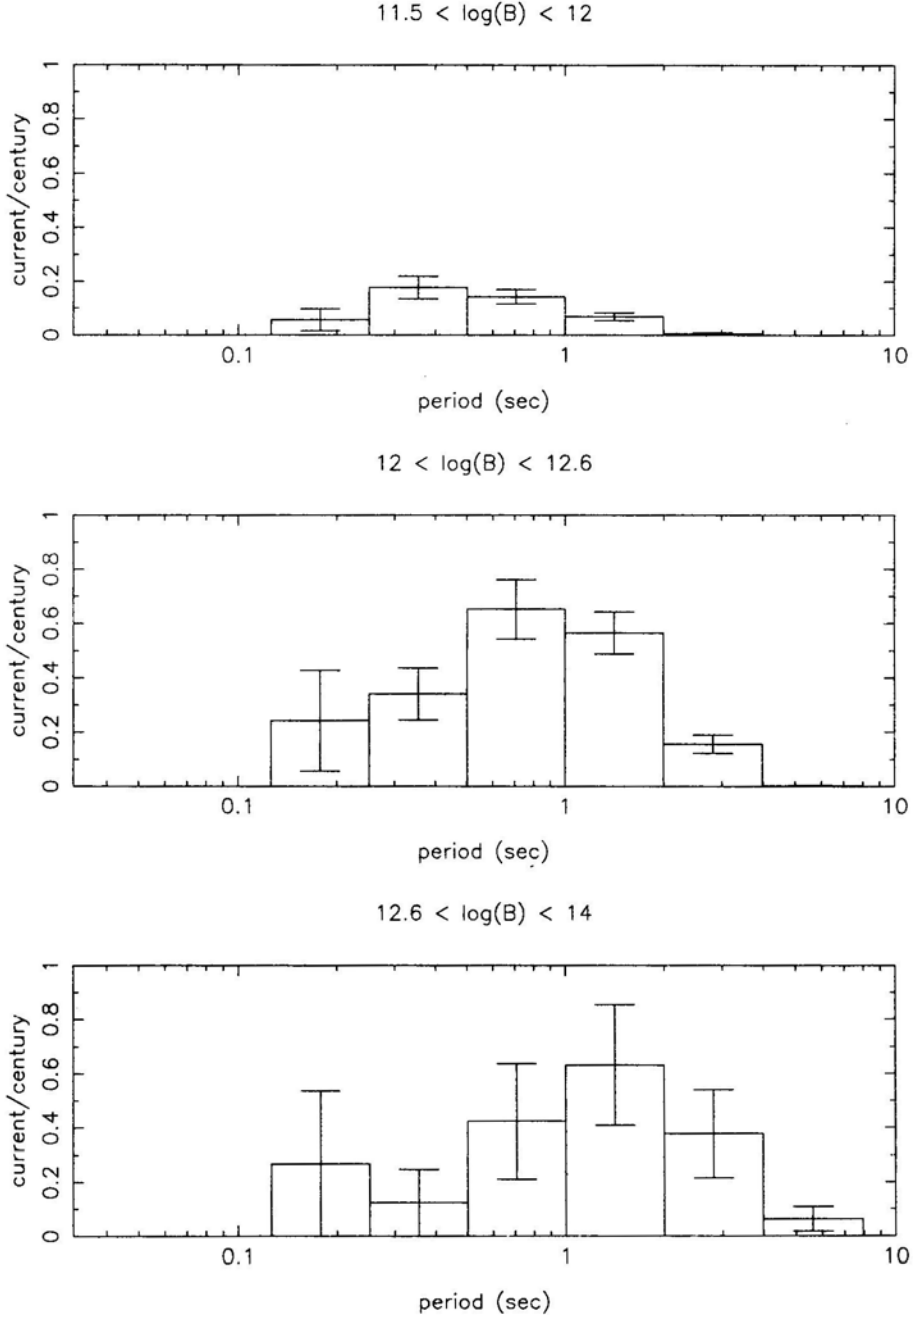 11.5 < log(B) < 12
current/century
1
0.8
0.6
0.4
0.2
0
0.1 1 10
period (sec)
12 < log(B) < 12.6
current/century
1
0.8
0.6
0.4
0.2
0
0.1 1 10
period (sec)
12.6 < log(B) < 14
current/century
1
0.8
0.6
0.4
0.2
0
0.1 1 10
period (sec)